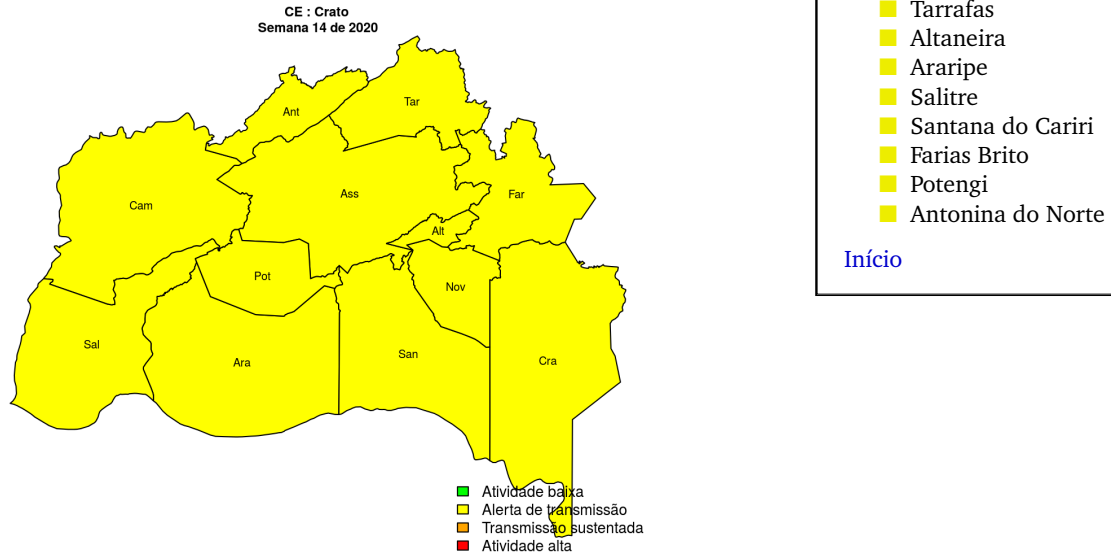 CE : Crato
Semana 14 de 2020
Ant
Tar
Cam
Ass
Far
Alt
Pot
Nov
Sal
Ara
San
Cra
Atividade baixa
Alerta de transmissão
Transmissão sustentada
Atividade alta
Tarrafas
Altaneira
Araripe
Salitre
Santana do Cariri
Farias Brito
Potengi
Antonina do Norte
Início